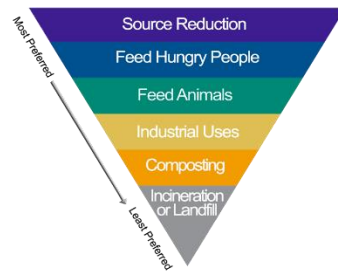 Most Preferred
Source Reduction
Feed Hungry People
Feed Animals
Industrial Uses
Composting
Incineration
or Landfill
Least Preferred